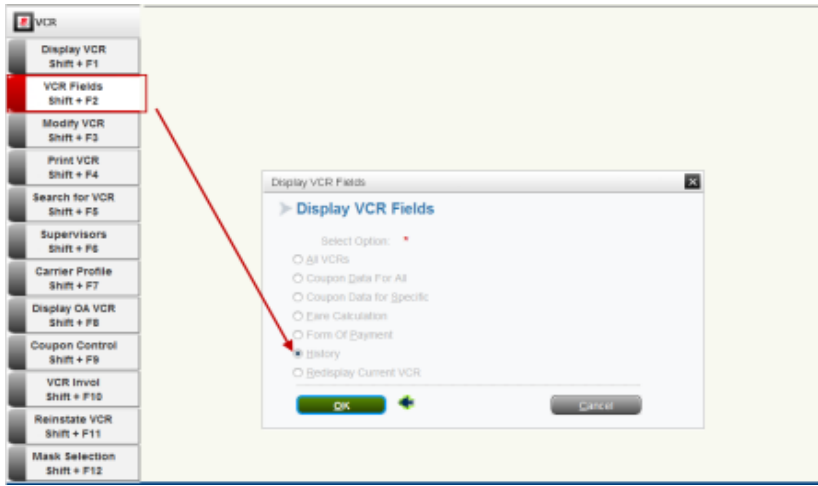 VCR
Display VCR
Shift + F1
VCR Fields
Shift + F2
Modify VCR
Shift + F3
Print VCR
Shift + F4
Search for VCR
Shift + F5
Supervisors
Shift + F6
Carrier Profile
Shift + F7
Display OA VCR
Shift + F8
Coupon Control
Shift + F9
VCR Invol
Shift + F10
Reinstate VCR
Shift + F11
Mask Selection
Shift + F12
Display VCR Fields
Display VCR Fields
Select Option: *
All VCRs
Coupon Data For All
Coupon Data for Specific
Fare Calculation
Form Of Payment
History
Redisplay Current VCR
OK Cancel